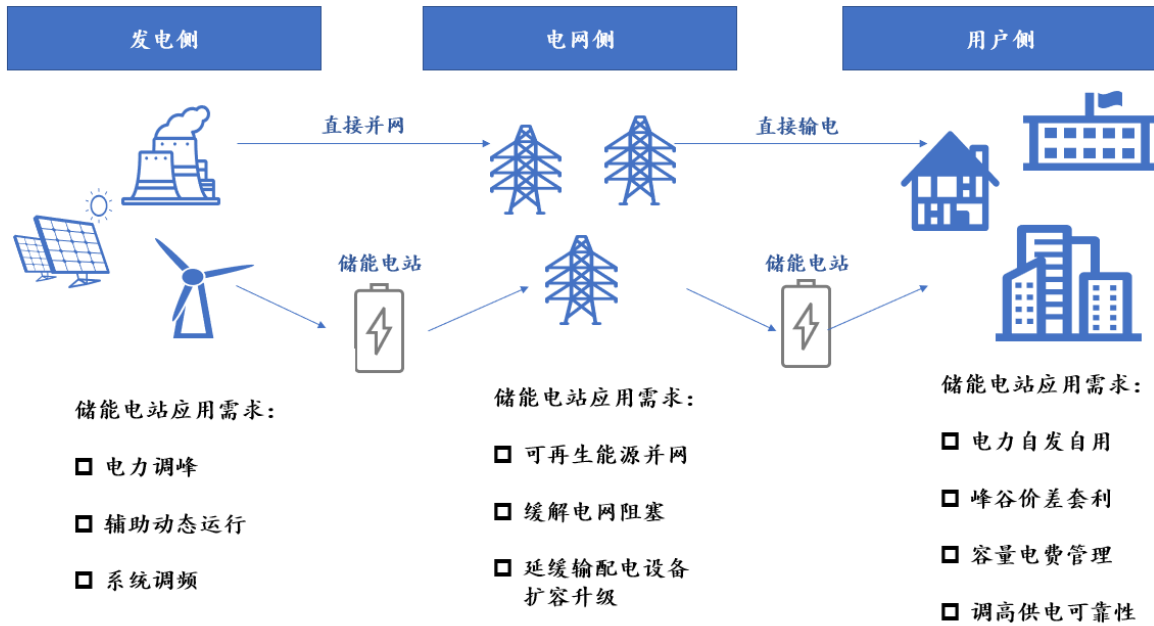 发电侧
电网侧
用户侧
直接并网
直接输电
储能电站
储能电站
储能电站应用需求：
电力调峰
辅助动态运行
系统调频
储能电站应用需求：
可再生能源并网
缓解电网阻塞
延缓输配电设备
扩容升级
储能电站应用需求：
电力自发自用
峰谷价差套利
容量电费管理
调高供电可靠性